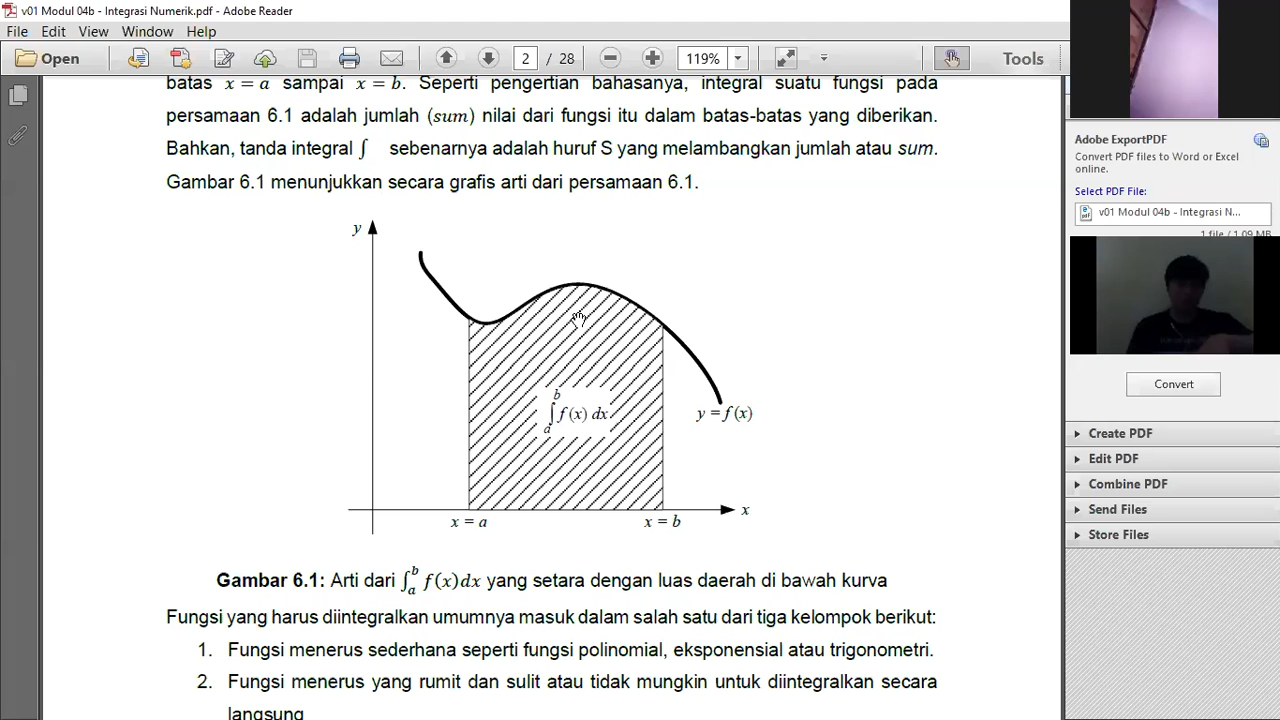 v01 Modul 04b - Integrasi Numerik.pdf - Adobe Reader
File Edit View Window Help
Open 2 / 28 119% Tools
batas x = a sampai x = b. Seperti pengertian bahasanya, integral suatu fungsi pada
persamaan 6.1 adalah jumlah (sum) nilai dari fungsi itu dalam batas-batas yang diberikan.
Bahkan, tanda integral ∫ sebenarnya adalah huruf S yang melambangkan jumlah atau sum.
Gambar 6.1 menunjukkan secara grafis arti dari persamaan 6.1.
y
∫_a^b f(x) dx
y = f(x)
x
x = a x = b
Gambar 6.1: Arti dari ∫_a^b f(x)dx yang setara dengan luas daerah di bawah kurva
Fungsi yang harus diintegralkan umumnya masuk dalam salah satu dari tiga kelompok berikut:
1. Fungsi menerus sederhana seperti fungsi polinomial, eksponensial atau trigonometri.
2. Fungsi menerus yang rumit dan sulit atau tidak mungkin untuk diintegralkan secara
langsung
Adobe ExportPDF
Convert PDF files to Word or Excel
online.
Select PDF File:
v01 Modul 04b - Integrasi N...
1 file / 1.09 MB
Convert
Create PDF
Edit PDF
Combine PDF
Send Files
Store Files